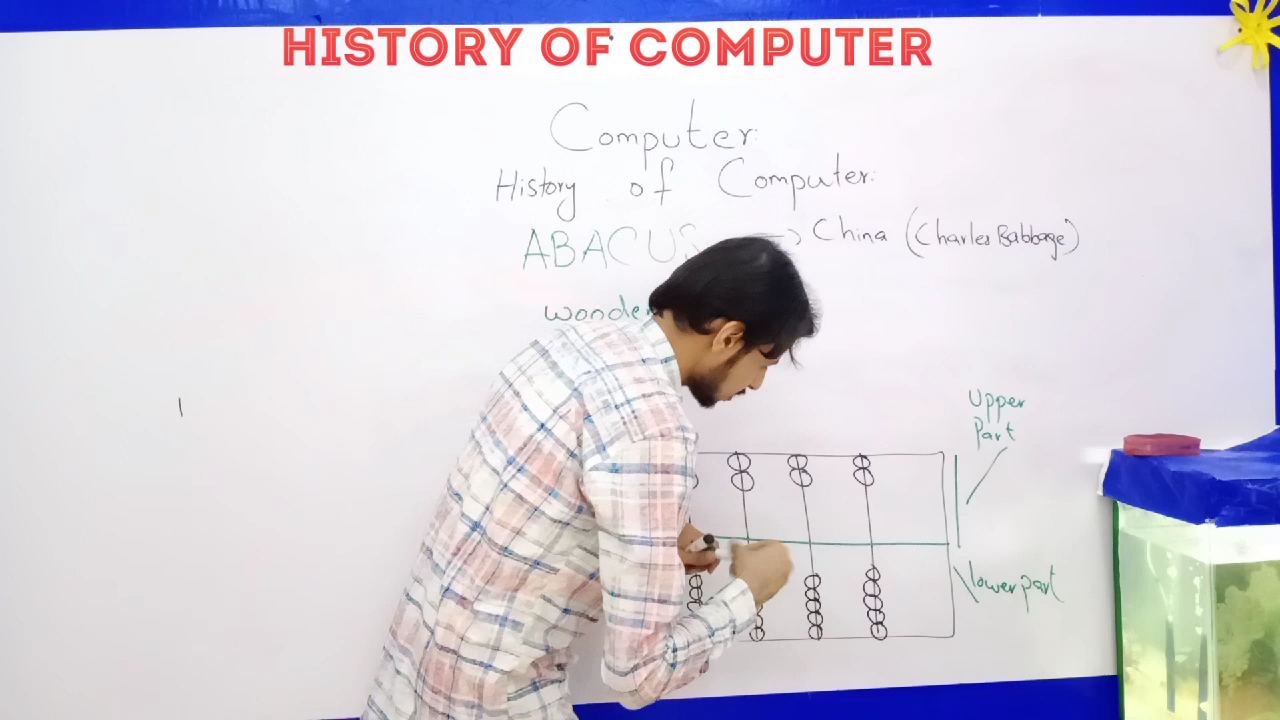 HISTORY OF COMPUTER
Computer:
History of Computer:
ABACUS → China (Charles Babbage)
Upper
Part
lower part